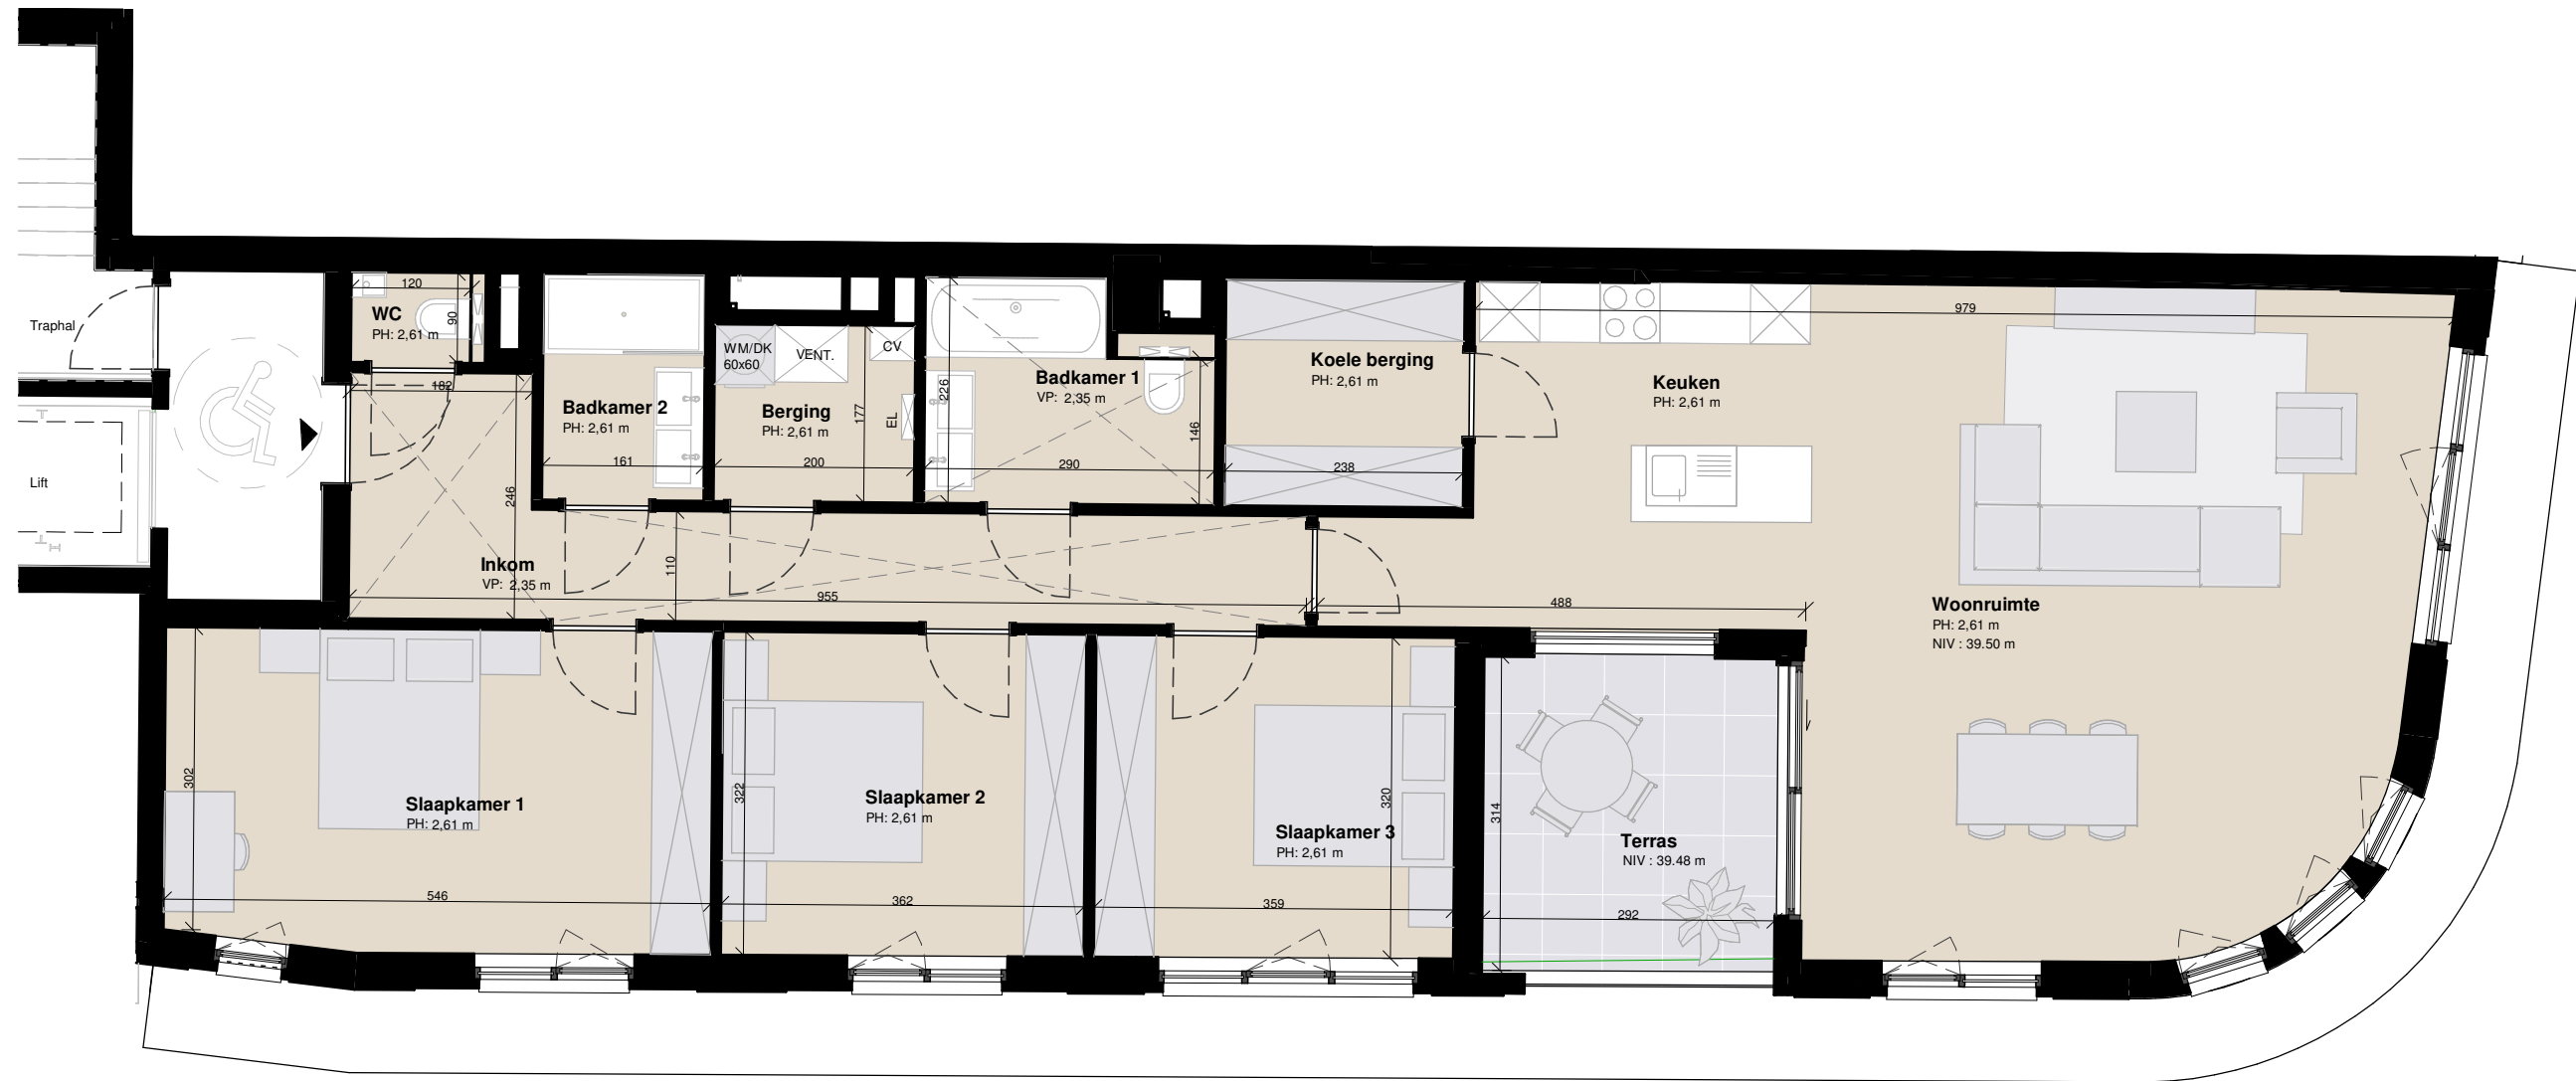 Traphal
Lift
120
WC
PH: 2,61 m
90
182
246
Inkom
VP: 2,35 m
Badkamer 2
PH: 2,61 m
161
WM/DK
60x60
VENT.
CV
Berging
PH: 2,61 m
177
EL
200
226
Badkamer 1
VP: 2,35 m
146
290
Koele berging
PH: 2,61 m
238
Keuken
PH: 2,61 m
979
110
955
488
Woonruimte
PH: 2,61 m
NIV : 39.50 m
302
Slaapkamer 1
PH: 2,61 m
546
322
Slaapkamer 2
PH: 2,61 m
362
320
Slaapkamer 3
PH: 2,61 m
359
314
Terras
NIV : 39.48 m
292